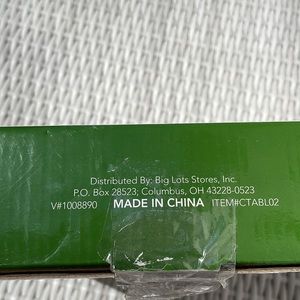 Distributed By: Big Lots Stores, Inc.
P.O. Box 28523; Columbus, OH 43228-0523
V#1008890 MADE IN CHINA ITEM#CTABL02